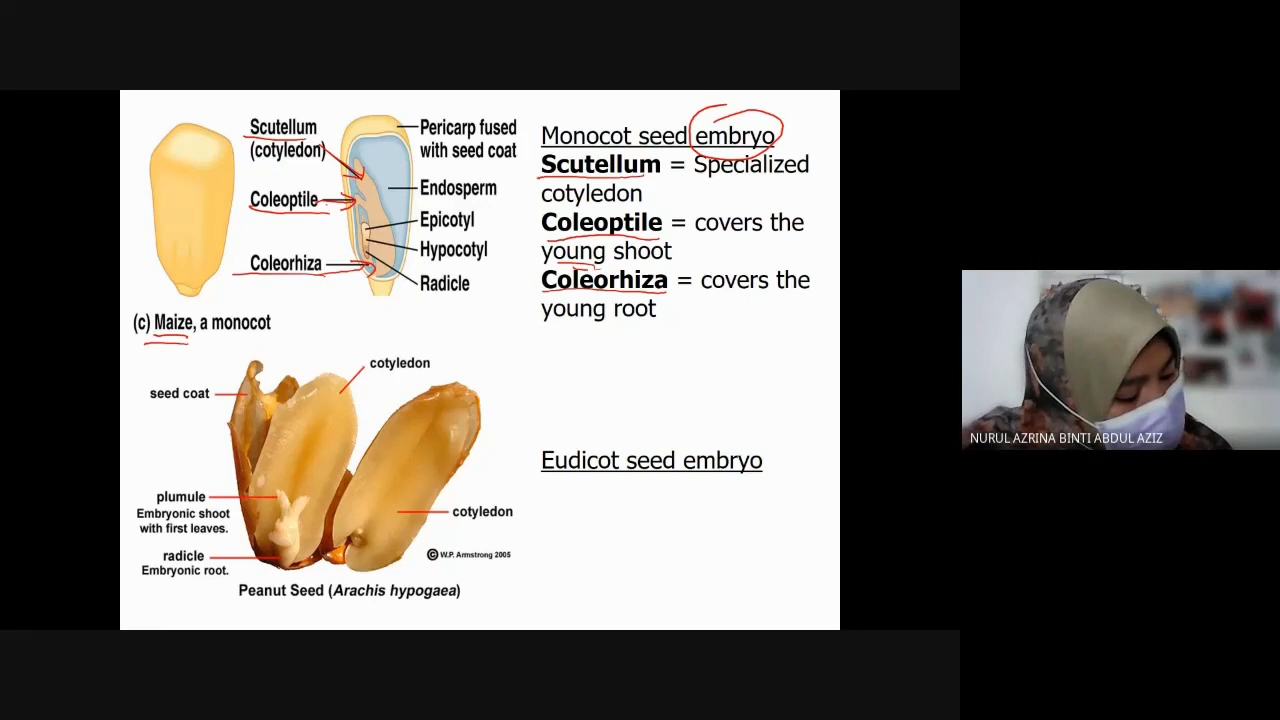 Scutellum
(cotyledon)
Coleoptile
Coleorhiza
Pericarp fused
with seed coat
Endosperm
Epicotyl
Hypocotyl
Radicle
(c) Maize, a monocot
Monocot seed embryo
Scutellum = Specialized
cotyledon
Coleoptile = covers the
young shoot
Coleorhiza = covers the
young root
cotyledon
seed coat
plumule
Embryonic shoot
with first leaves.
radicle
Embryonic root.
cotyledon
© W.P. Armstrong 2005
Peanut Seed (Arachis hypogaea)
Eudicot seed embryo
NURUL AZRINA BINTI ABDUL AZIZ